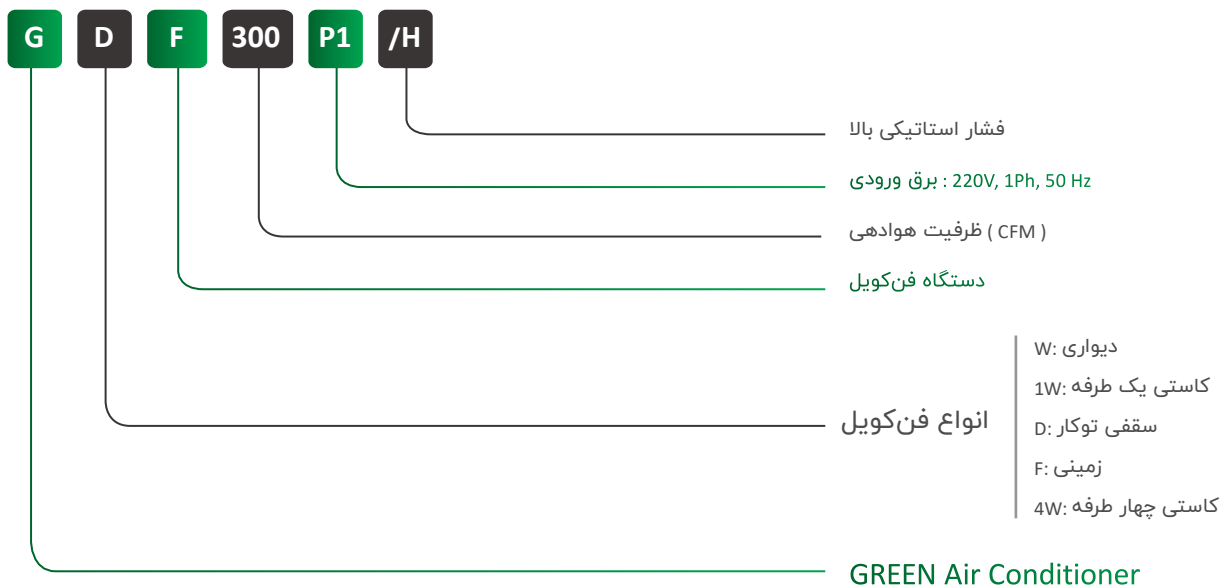 G D F 300 P1 /H
فشار استاتیکی بالا
برق ورودی : 220V, 1Ph, 50 Hz
ظرفیت هوادهی ( CFM )
دستگاه فن‌کویل
انواع فن‌کویل
W: دیواری
1W: کاستی یک طرفه
D: سقفی توکار
F: زمینی
4W: کاستی چهار طرفه
GREEN Air Conditioner